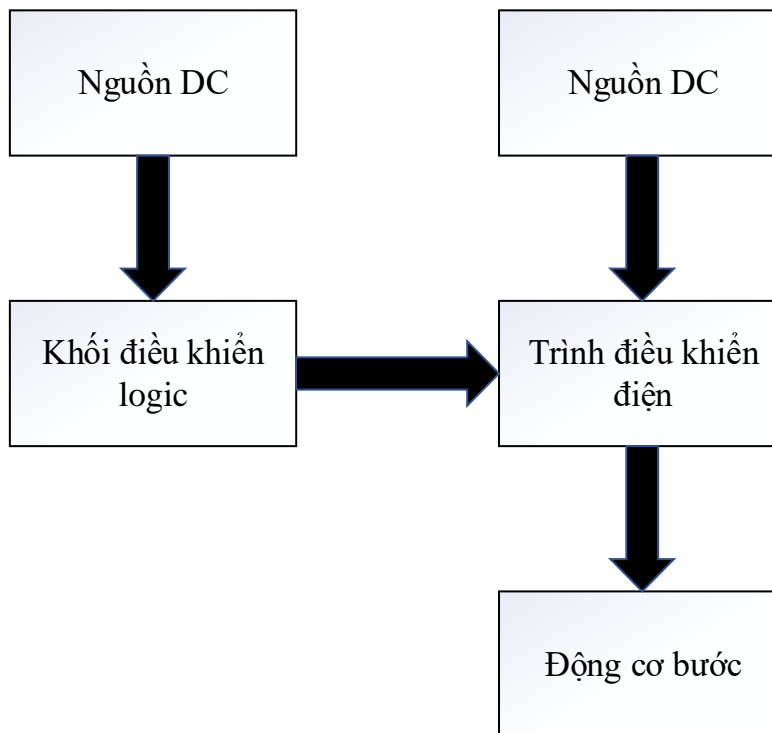 Nguồn DC
Nguồn DC
Khối điều khiển
logic
Trình điều khiển
điện
Động cơ bước